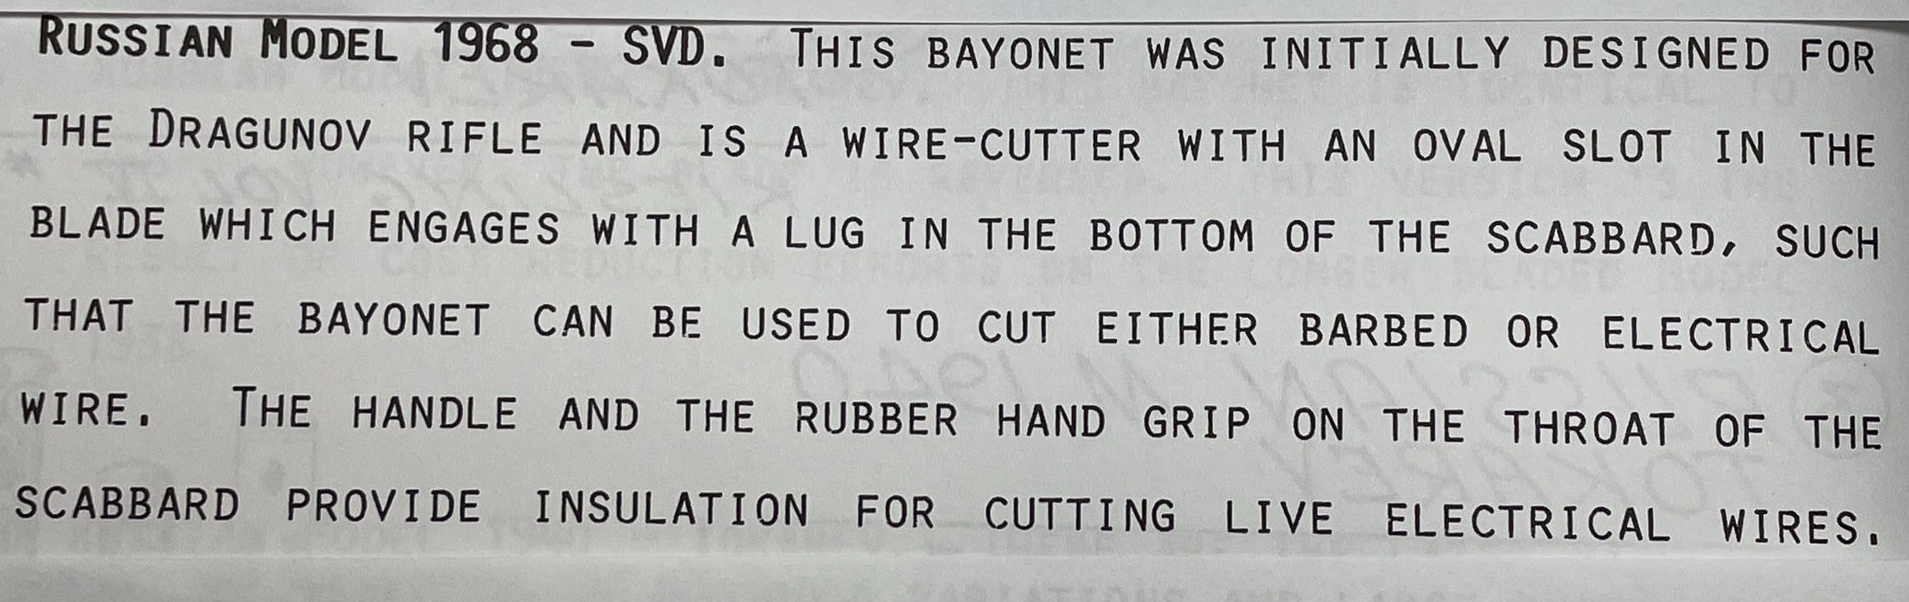 RUSSIAN MODEL 1968 - SVD. THIS BAYONET WAS INITIALLY DESIGNED FOR
THE DRAGUNOV RIFLE AND IS A WIRE-CUTTER WITH AN OVAL SLOT IN THE
BLADE WHICH ENGAGES WITH A LUG IN THE BOTTOM OF THE SCABBARD, SUCH
THAT THE BAYONET CAN BE USED TO CUT EITHER BARBED OR ELECTRICAL
WIRE. THE HANDLE AND THE RUBBER HAND GRIP ON THE THROAT OF THE
SCABBARD PROVIDE INSULATION FOR CUTTING LIVE ELECTRICAL WIRES.